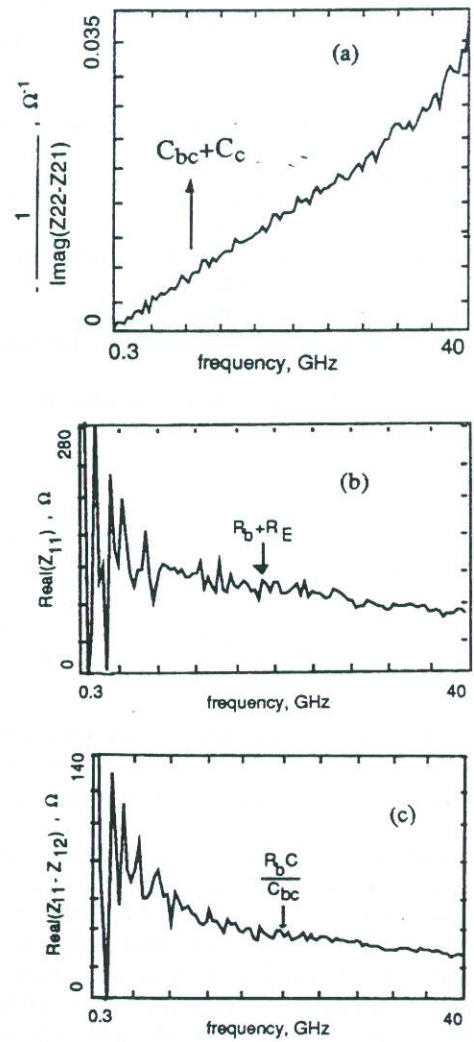 0.035
(a)
1
Imag(Z22-Z21)
, Ω-1
Cbc+Cc
0
0.3
40
frequency, GHz
280
(b)
Real(Z11) , Ω
Rb+RE
0
0.3
40
frequency, GHz
140
(c)
Real(Z11 - Z12) , Ω
RbC
Cbc
0
0.3
40
frequency, GHz